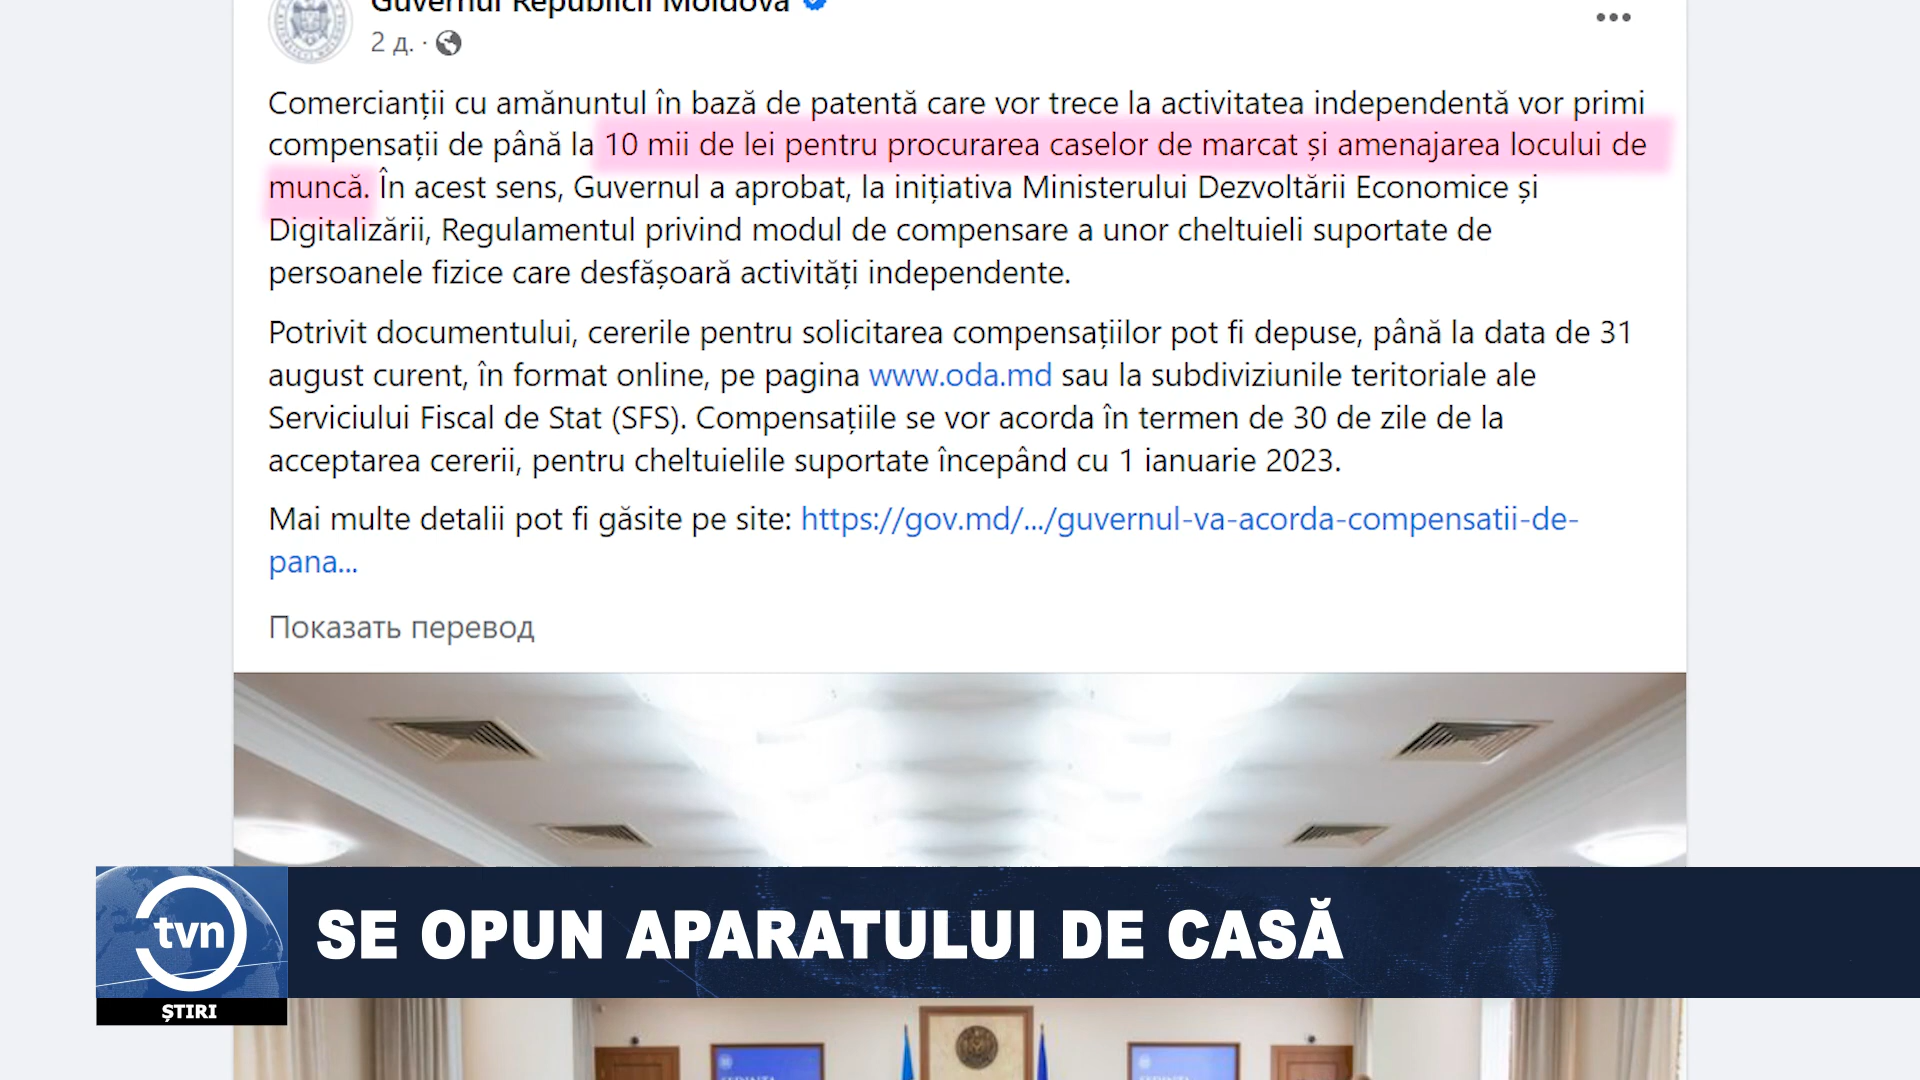 Guvernul Republicii Moldova
2 д. ·
Comercianții cu amănuntul în bază de patentă care vor trece la activitatea independentă vor primi
compensații de până la 10 mii de lei pentru procurarea caselor de marcat și amenajarea locului de
muncă. În acest sens, Guvernul a aprobat, la inițiativa Ministerului Dezvoltării Economice și
Digitalizării, Regulamentul privind modul de compensare a unor cheltuieli suportate de
persoanele fizice care desfășoară activități independente.
Potrivit documentului, cererile pentru solicitarea compensațiilor pot fi depuse, până la data de 31
august curent, în format online, pe pagina www.oda.md sau la subdiviziunile teritoriale ale
Serviciului Fiscal de Stat (SFS). Compensațiile se vor acorda în termen de 30 de zile de la
acceptarea cererii, pentru cheltuielile suportate începând cu 1 ianuarie 2023.
Mai multe detalii pot fi găsite pe site: https://gov.md/.../guvernul-va-acorda-compensatii-de-
pana...
Показать перевод
tvn
SE OPUN APARATULUI DE CASĂ
ȘTIRI